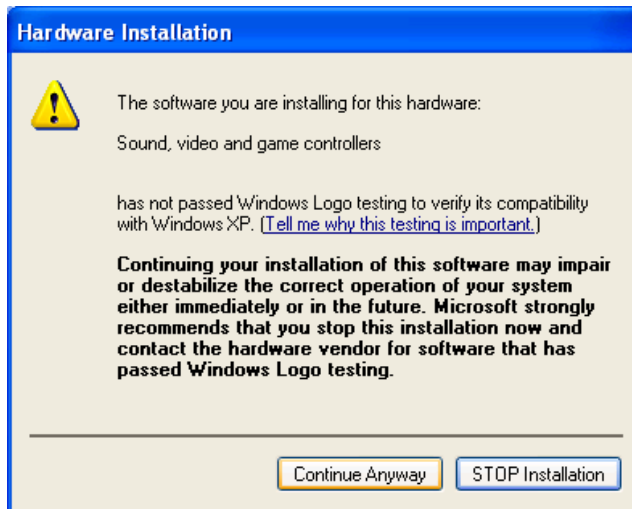 Hardware Installation
The software you are installing for this hardware:
Sound, video and game controllers
has not passed Windows Logo testing to verify its compatibility
with Windows XP. (Tell me why this testing is important.)
Continuing your installation of this software may impair
or destabilize the correct operation of your system
either immediately or in the future. Microsoft strongly
recommends that you stop this installation now and
contact the hardware vendor for software that has
passed Windows Logo testing.
Continue Anyway
STOP Installation